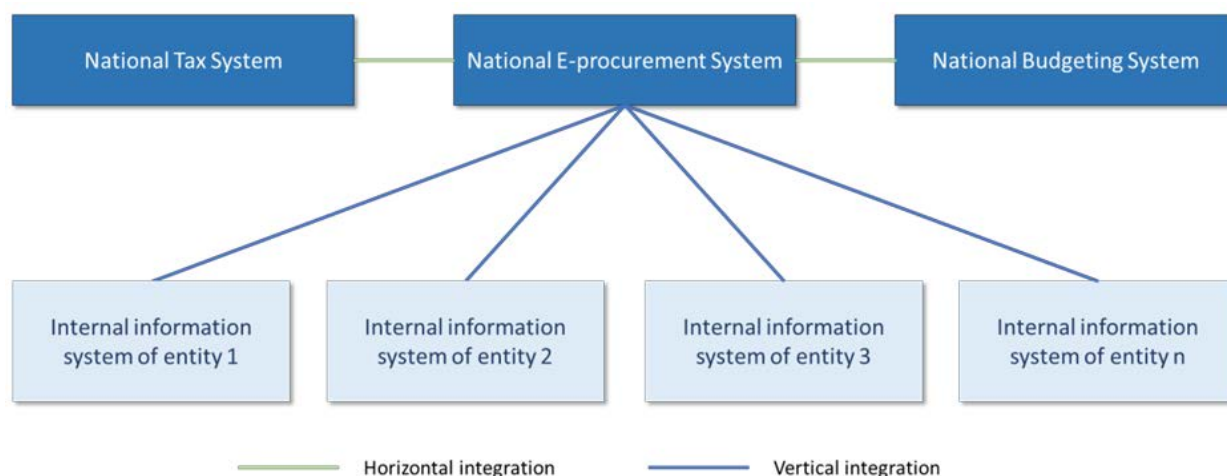 National Tax System
National E-procurement System
National Budgeting System
Internal information
system of entity 1
Internal information
system of entity 2
Internal information
system of entity 3
Internal information
system of entity n
Horizontal integration
Vertical integration